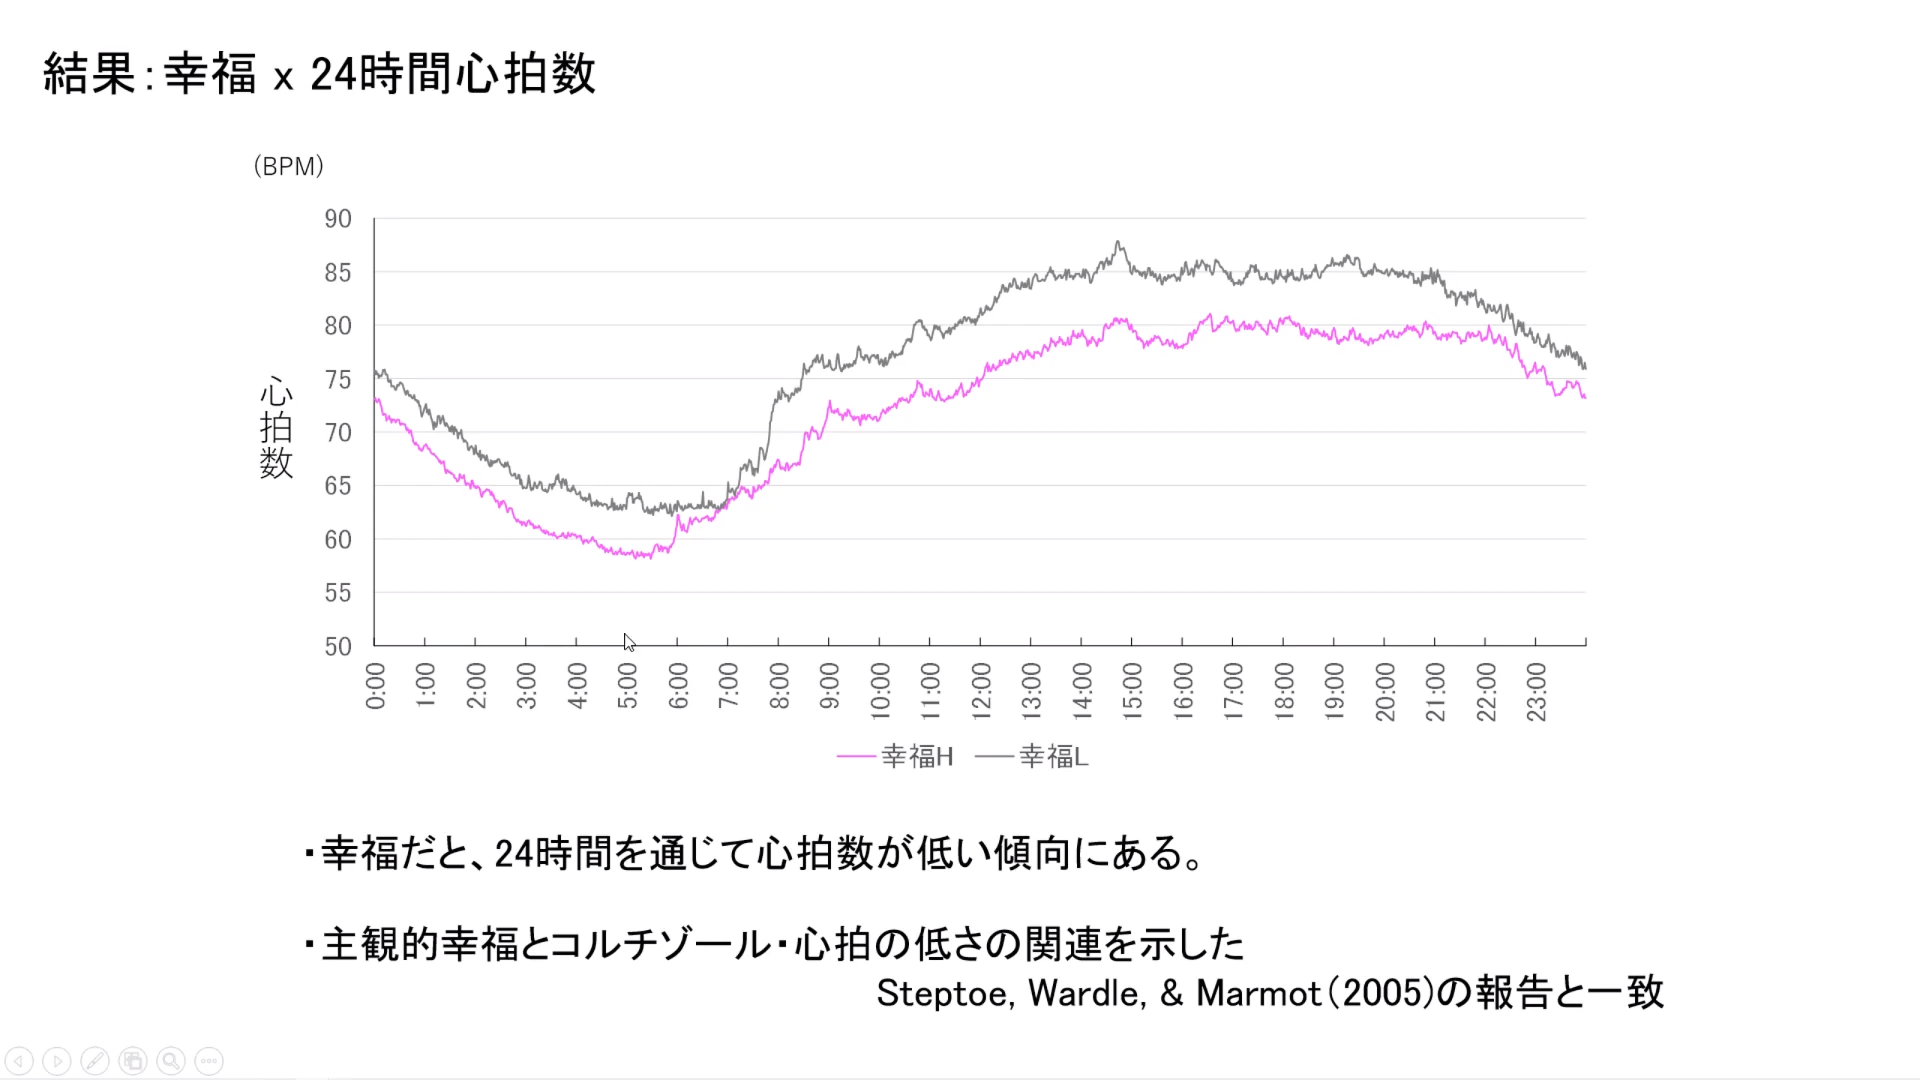 結果：幸福 x 24時間心拍数
（BPM）
心拍数
90
85
80
75
70
65
60
55
50
0:00 1:00 2:00 3:00 4:00 5:00 6:00 7:00 8:00 9:00 10:00 11:00 12:00 13:00 14:00 15:00 16:00 17:00 18:00 19:00 20:00 21:00 22:00 23:00
幸福H 幸福L
・幸福だと、24時間を通じて心拍数が低い傾向にある。
・主観的幸福とコルチゾール・心拍の低さの関連を示した
Steptoe, Wardle, & Marmot（2005)の報告と一致